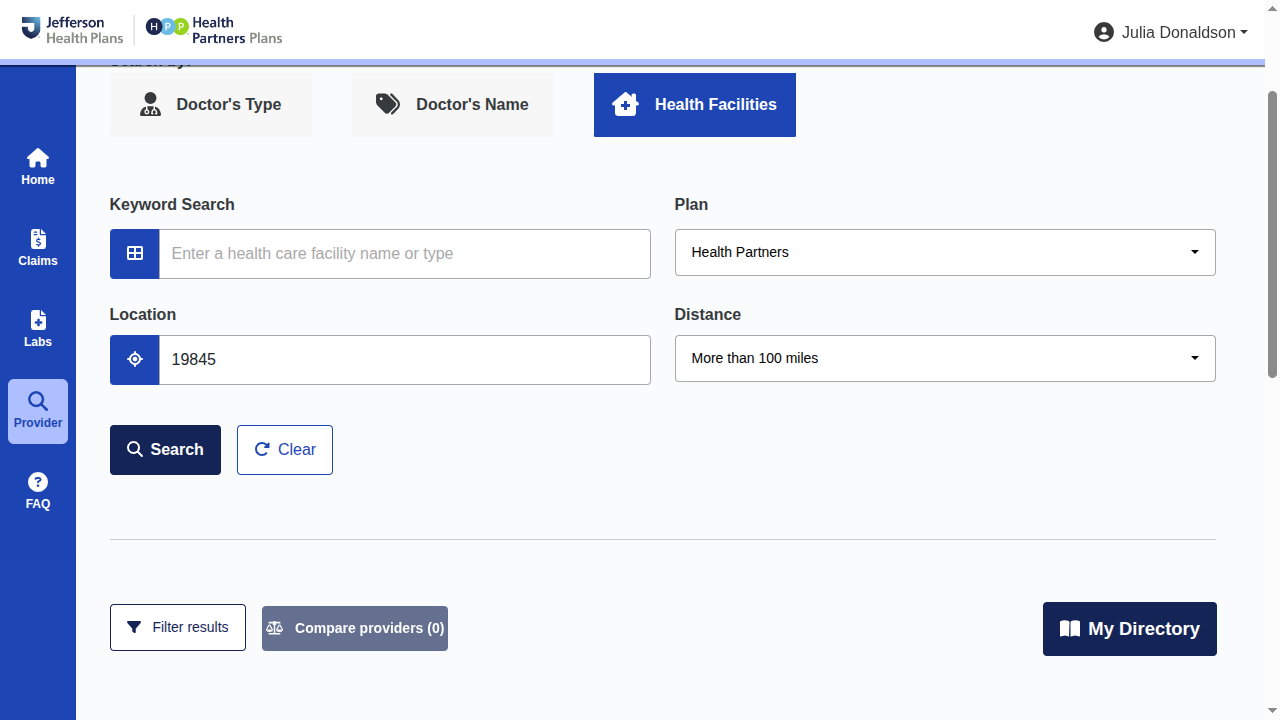 Jefferson
Health Plans
H P P
Health
Partners Plans
Julia Donaldson
Search by:
Doctor's Type
Doctor's Name
Health Facilities
Home
Claims
Labs
Provider
FAQ
Keyword Search
Enter a health care facility name or type
Plan
Health Partners
Location
19845
Distance
More than 100 miles
Search
Clear
Filter results
Compare providers (0)
My Directory